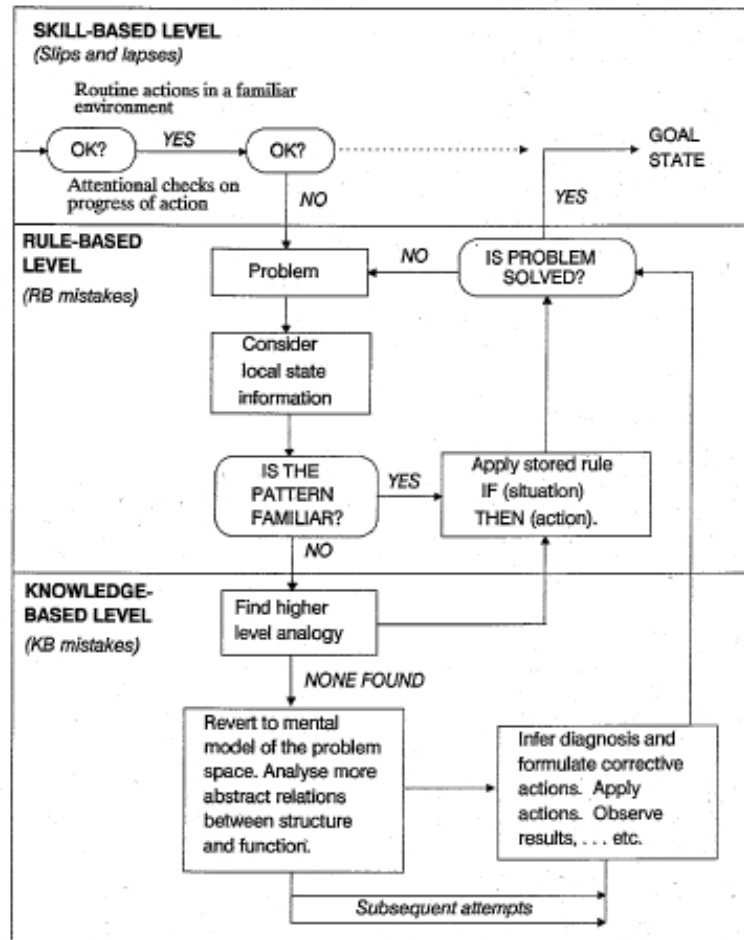 SKILL-BASED LEVEL
(Slips and lapses)
Routine actions in a familiar
environment
OK?
YES
OK?
GOAL
STATE
Attentional checks on
progress of action
NO
YES
RULE-BASED
LEVEL
(RB mistakes)
Problem
NO
IS PROBLEM
SOLVED?
Consider
local state
information
IS THE
PATTERN
FAMILIAR?
YES
Apply stored rule
IF (situation)
THEN (action).
NO
KNOWLEDGE-
BASED LEVEL
(KB mistakes)
Find higher
level analogy
NONE FOUND
Revert to mental
model of the problem
space. Analyse more
abstract relations
between structure
and function.
Infer diagnosis and
formulate corrective
actions. Apply
actions. Observe
results, . . . etc.
Subsequent attempts